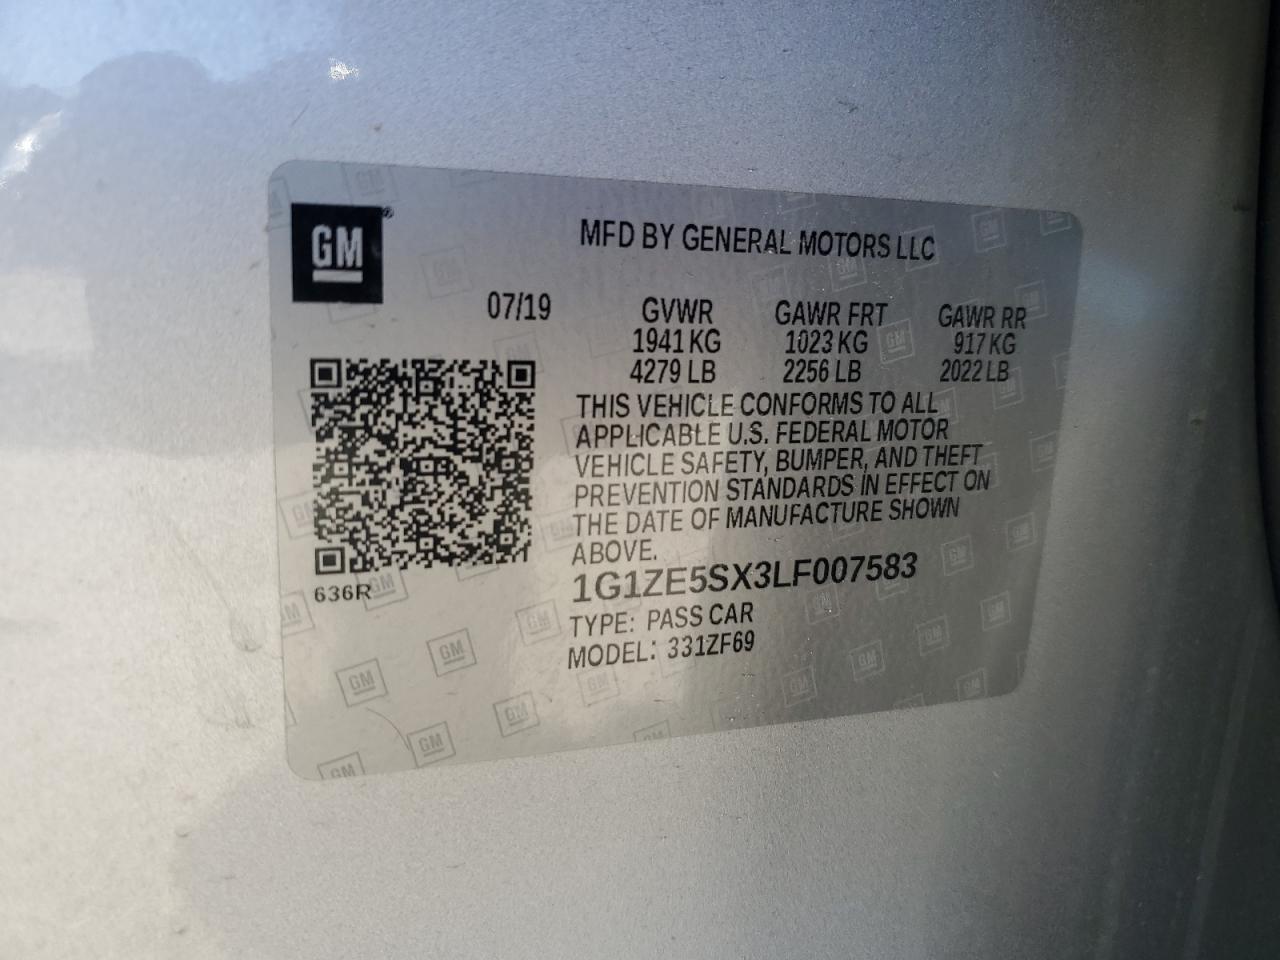 GM
MFD BY GENERAL MOTORS LLC
07/19 GVWR GAWR FRT GAWR RR
1941 KG 1023 KG 917 KG
4279 LB 2256 LB 2022 LB
THIS VEHICLE CONFORMS TO ALL
APPLICABLE U.S. FEDERAL MOTOR
VEHICLE SAFETY, BUMPER, AND THEFT
PREVENTION STANDARDS IN EFFECT ON
THE DATE OF MANUFACTURE SHOWN
ABOVE.
636R
1G1ZE5SX3LF007583
TYPE: PASS CAR
MODEL: 331ZF69